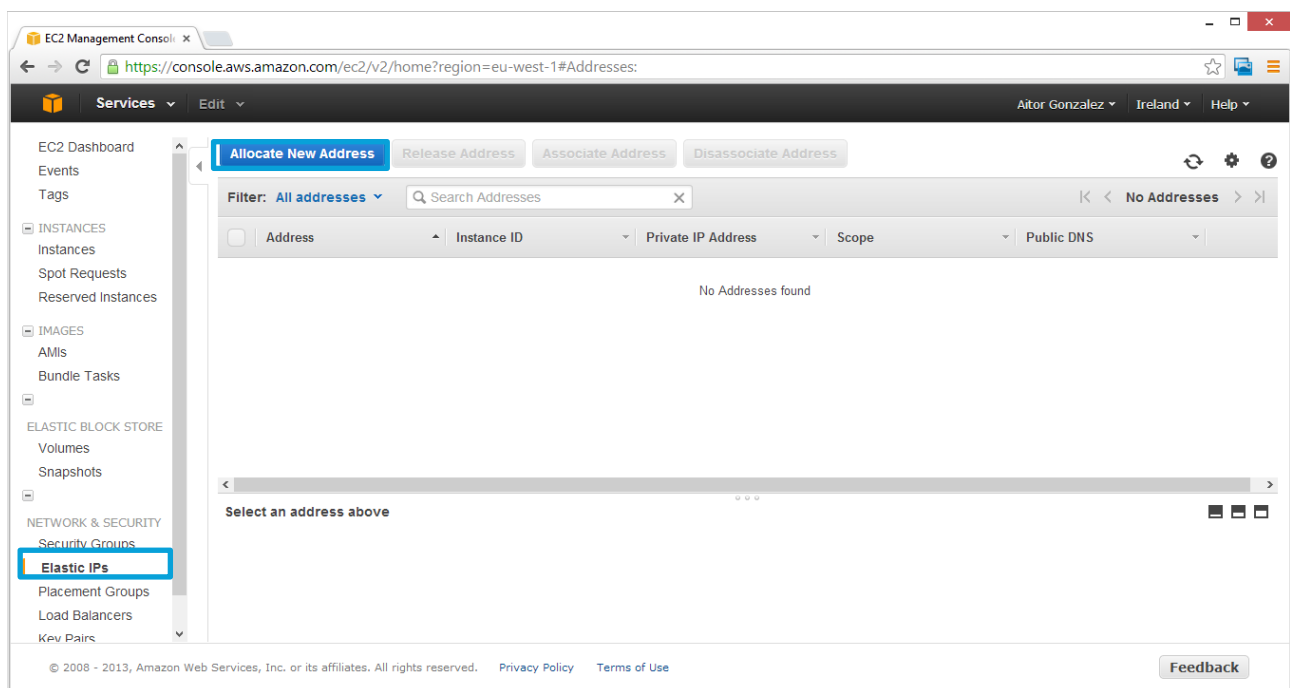 EC2 Management Consol
https://console.aws.amazon.com/ec2/v2/home?region=eu-west-1#Addresses:
Services Edit Aitor Gonzalez Ireland Help
EC2 Dashboard
Events
Tags
INSTANCES
Instances
Spot Requests
Reserved Instances
IMAGES
AMIs
Bundle Tasks
ELASTIC BLOCK STORE
Volumes
Snapshots
NETWORK & SECURITY
Security Groups
Elastic IPs
Placement Groups
Load Balancers
Key Pairs
Allocate New Address Release Address Associate Address Disassociate Address
Filter: All addresses Search Addresses No Addresses
Address Instance ID Private IP Address Scope Public DNS
No Addresses found
Select an address above
© 2008 - 2013, Amazon Web Services, Inc. or its affiliates. All rights reserved. Privacy Policy Terms of Use Feedback